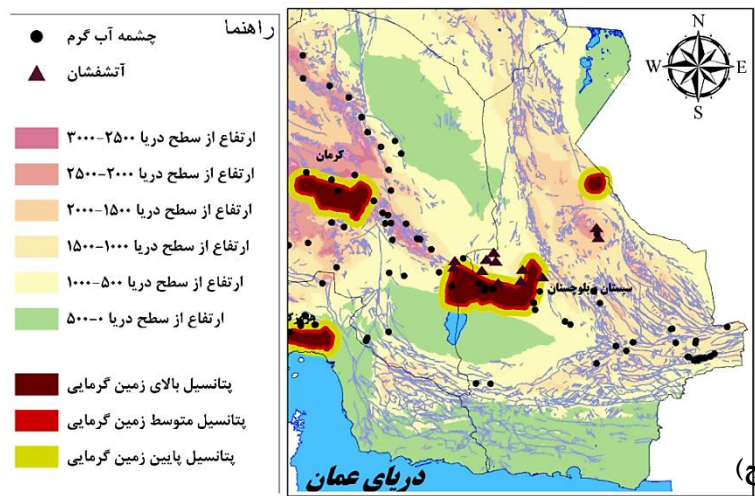 راهنما
چشمه آب گرم
آتشفشان
ارتفاع از سطح دریا ۲۵۰۰-۳۰۰۰
ارتفاع از سطح دریا ۲۰۰۰-۲۵۰۰
ارتفاع از سطح دریا ۱۵۰۰-۲۰۰۰
ارتفاع از سطح دریا ۱۰۰۰-۱۵۰۰
ارتفاع از سطح دریا ۵۰۰-۱۰۰۰
ارتفاع از سطح دریا ۰-۵۰۰
پتانسیل بالای زمین گرمایی
پتانسیل متوسط زمین گرمایی
پتانسیل پایین زمین گرمایی
N
W
E
S
کرمان
سیستان و بلوچستان
دریای عمان